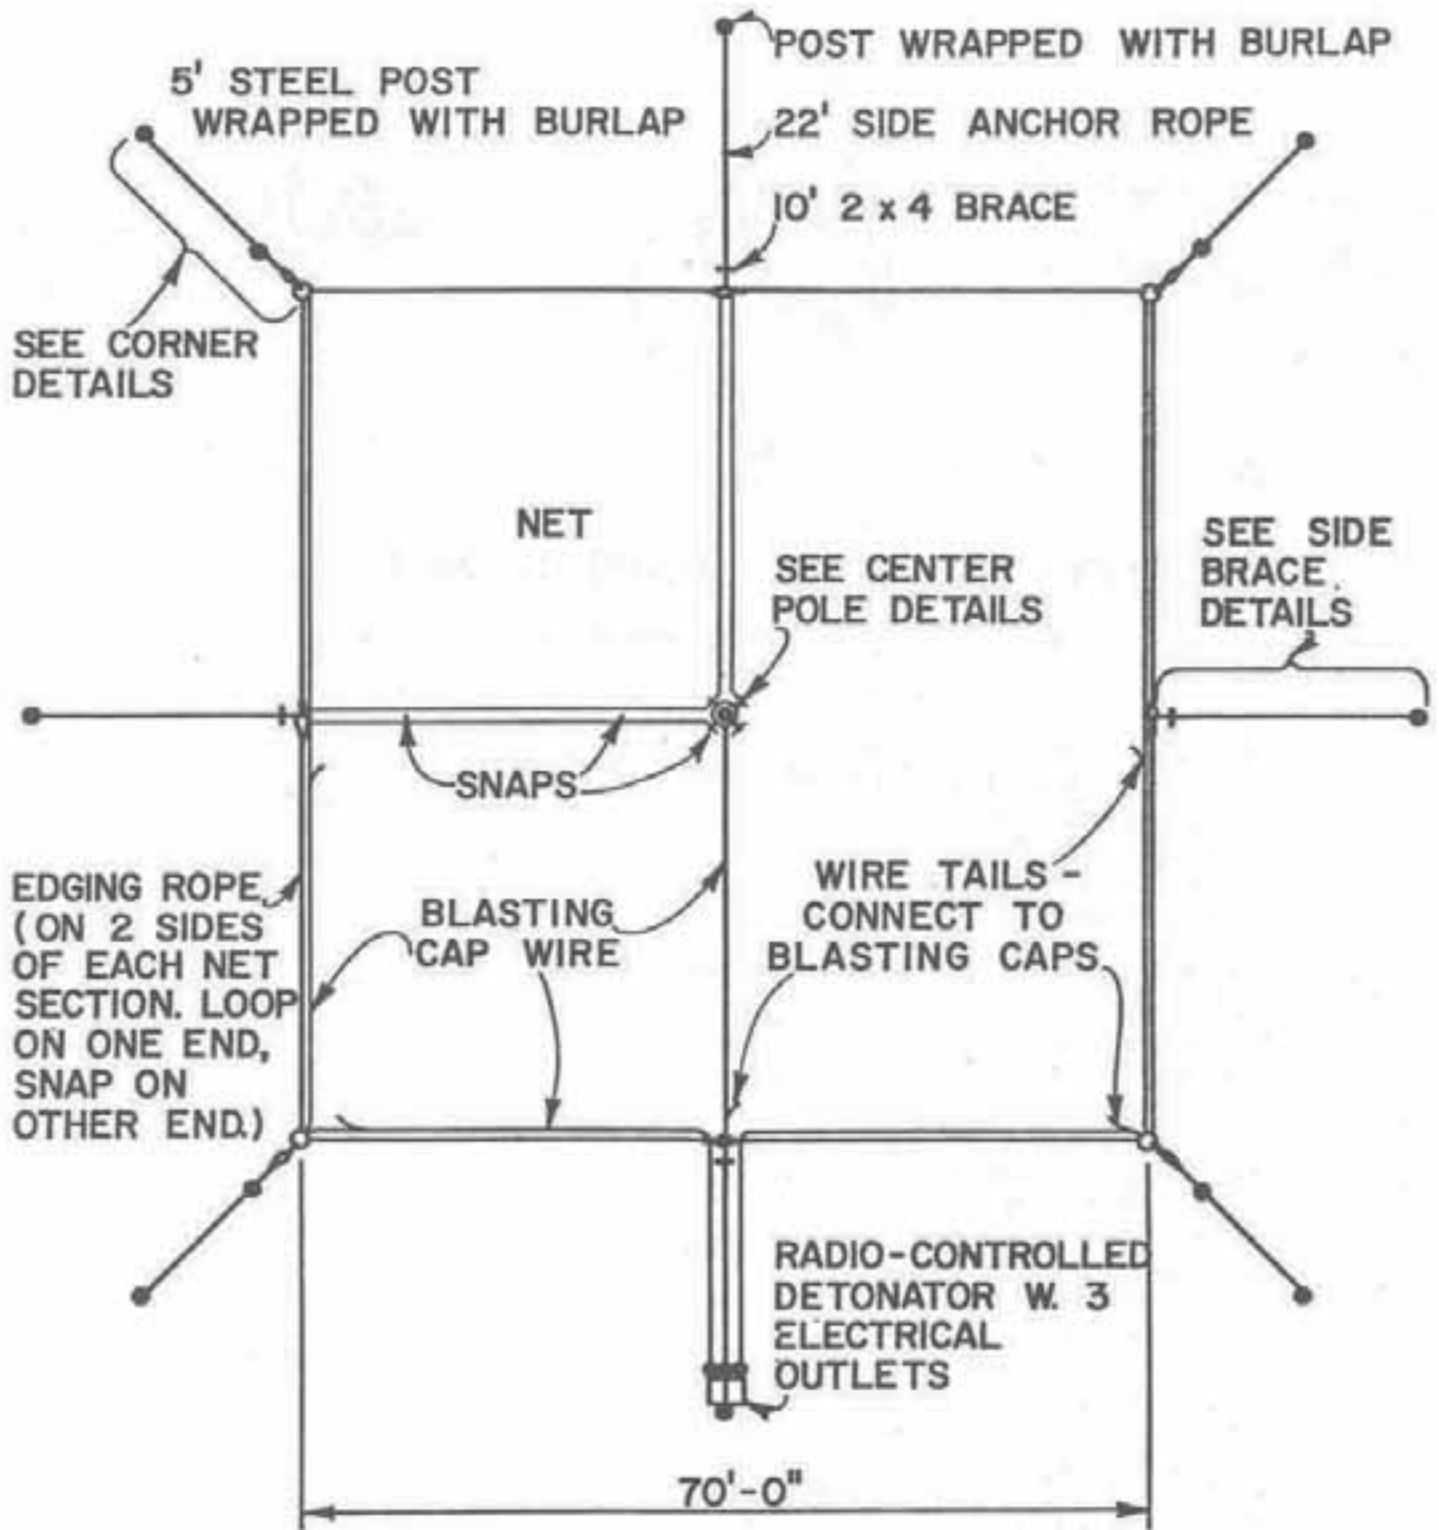 POST WRAPPED WITH BURLAP
5' STEEL POST
WRAPPED WITH BURLAP
22' SIDE ANCHOR ROPE
10' 2 x 4 BRACE
SEE CORNER
DETAILS
NET
SEE CENTER
POLE DETAILS
SEE SIDE
BRACE
DETAILS
SNAPS
EDGING ROPE
(ON 2 SIDES
OF EACH NET
SECTION. LOOP
ON ONE END,
SNAP ON
OTHER END.)
BLASTING
CAP WIRE
WIRE TAILS -
CONNECT TO
BLASTING CAPS
RADIO-CONTROLLED
DETONATOR W. 3
ELECTRICAL
OUTLETS
70'-0"